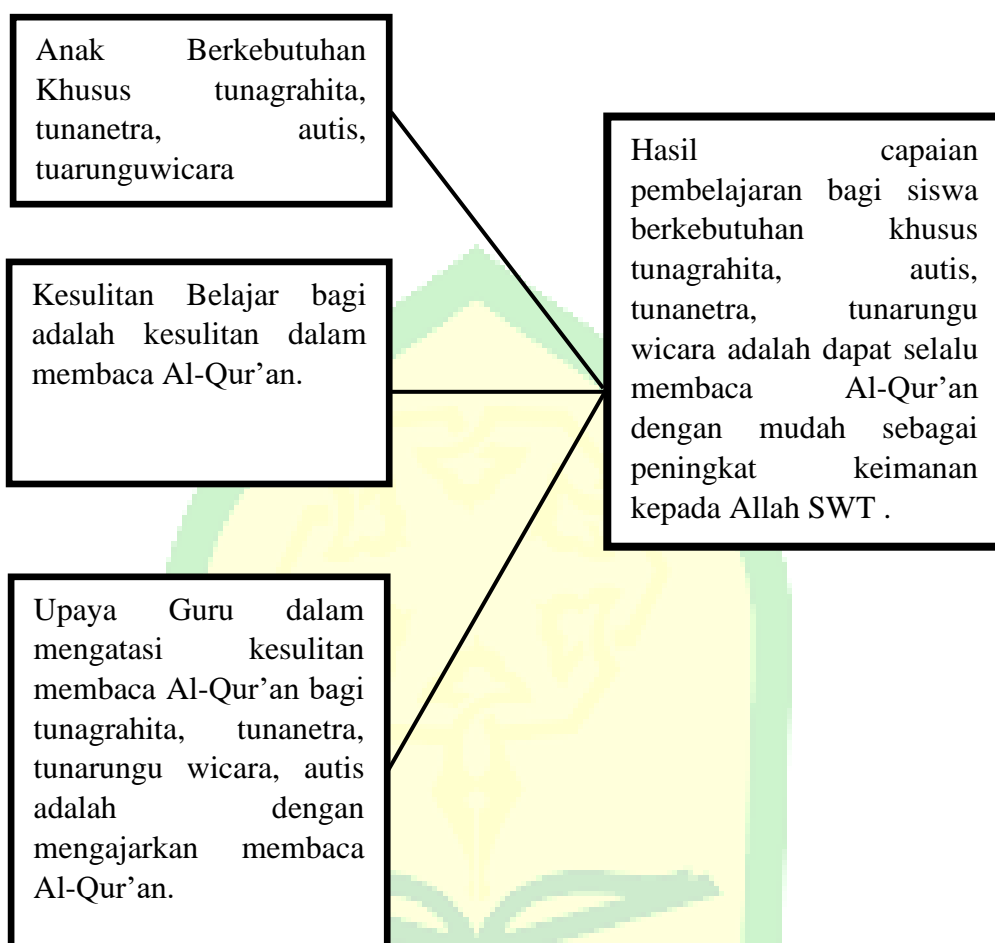 Anak Berkebutuhan
Khusus tunagrahita,
tunanetra, autis,
tuarunguwicara
Kesulitan Belajar bagi
adalah kesulitan dalam
membaca Al-Qur’an.
Upaya Guru dalam
mengatasi kesulitan
membaca Al-Qur’an bagi
tunagrahita, tunanetra,
tunarungu wicara, autis
adalah dengan
mengajarkan membaca
Al-Qur’an.
Hasil capaian
pembelajaran bagi siswa
berkebutuhan khusus
tunagrahita, autis,
tunanetra, tunarungu
wicara adalah dapat selalu
membaca Al-Qur’an
dengan mudah sebagai
peningkat keimanan
kepada Allah SWT .